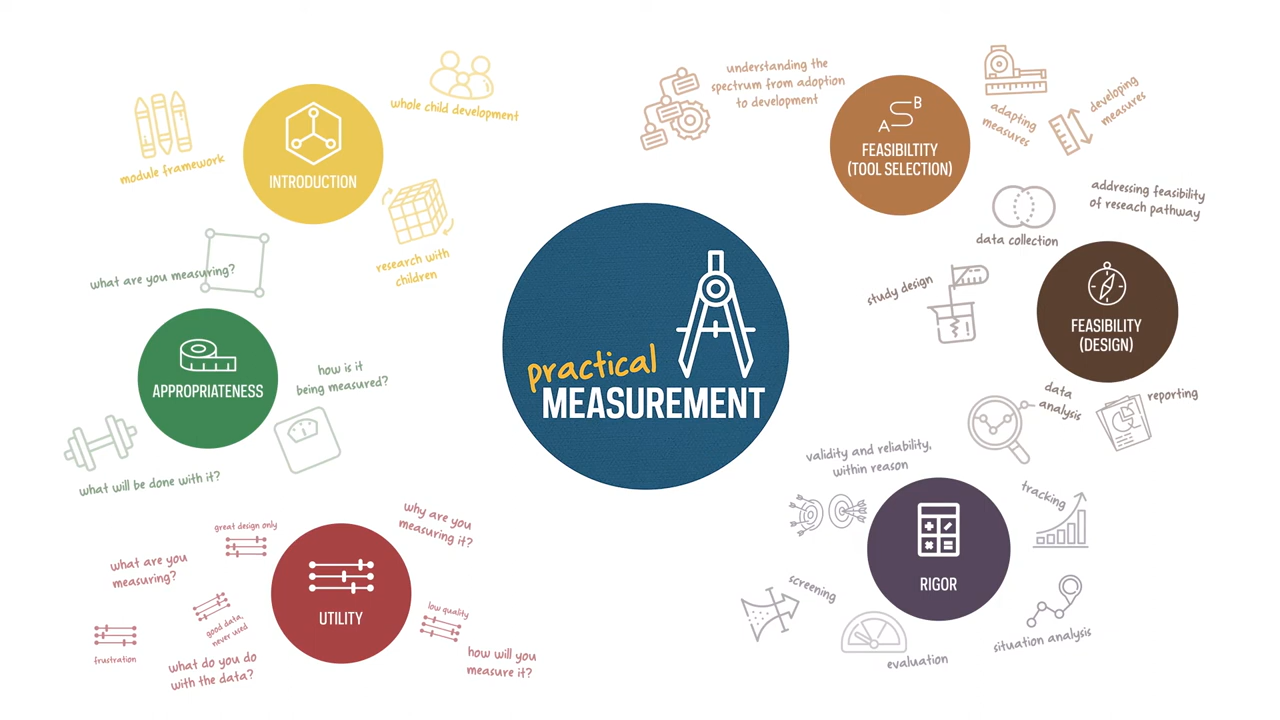 practical
MEASUREMENT
INTRODUCTION
module framework
whole child development
research with
children
APPROPRIATENESS
what are you measuring?
how is it
being measured?
what will be done with it?
UTILITY
great design only
why are you
measuring it?
what are you
measuring?
good data,
never used
low quality
frustration
what do you do
with the data?
how will you
measure it?
A
B
FEASIBILTITY
(TOOL SELECTION)
understanding the
spectrum from adoption
to development
adapting
measures
developing
measures
FEASIBILITY
(DESIGN)
addressing feasibility
of reseach pathway
data collection
study design
data
analysis
reporting
RIGOR
validity and reliability,
within reason
tracking
screening
evaluation
situation analysis